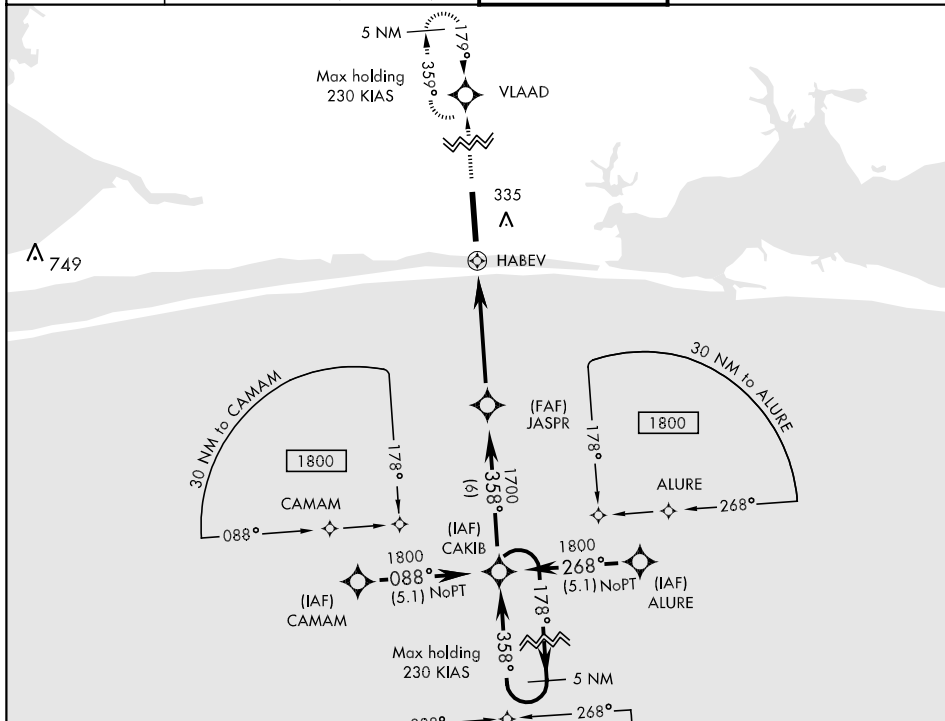 5 NM
179°
359°
Max holding
230 KIAS
VLAAD
335
749
HABEV
30 NM to CAMAM
1800
178°
CAMAM
088°
(FAF)
JASPR
30 NM to ALURE
1800
178°
ALURE
268°
1700
358°
(6)
(IAF)
CAKIB
1800
088°
(5.1) NoPT
(IAF)
CAMAM
1800
268°
(5.1) NoPT
(IAF)
ALURE
178°
358°
Max holding
230 KIAS
5 NM
268°